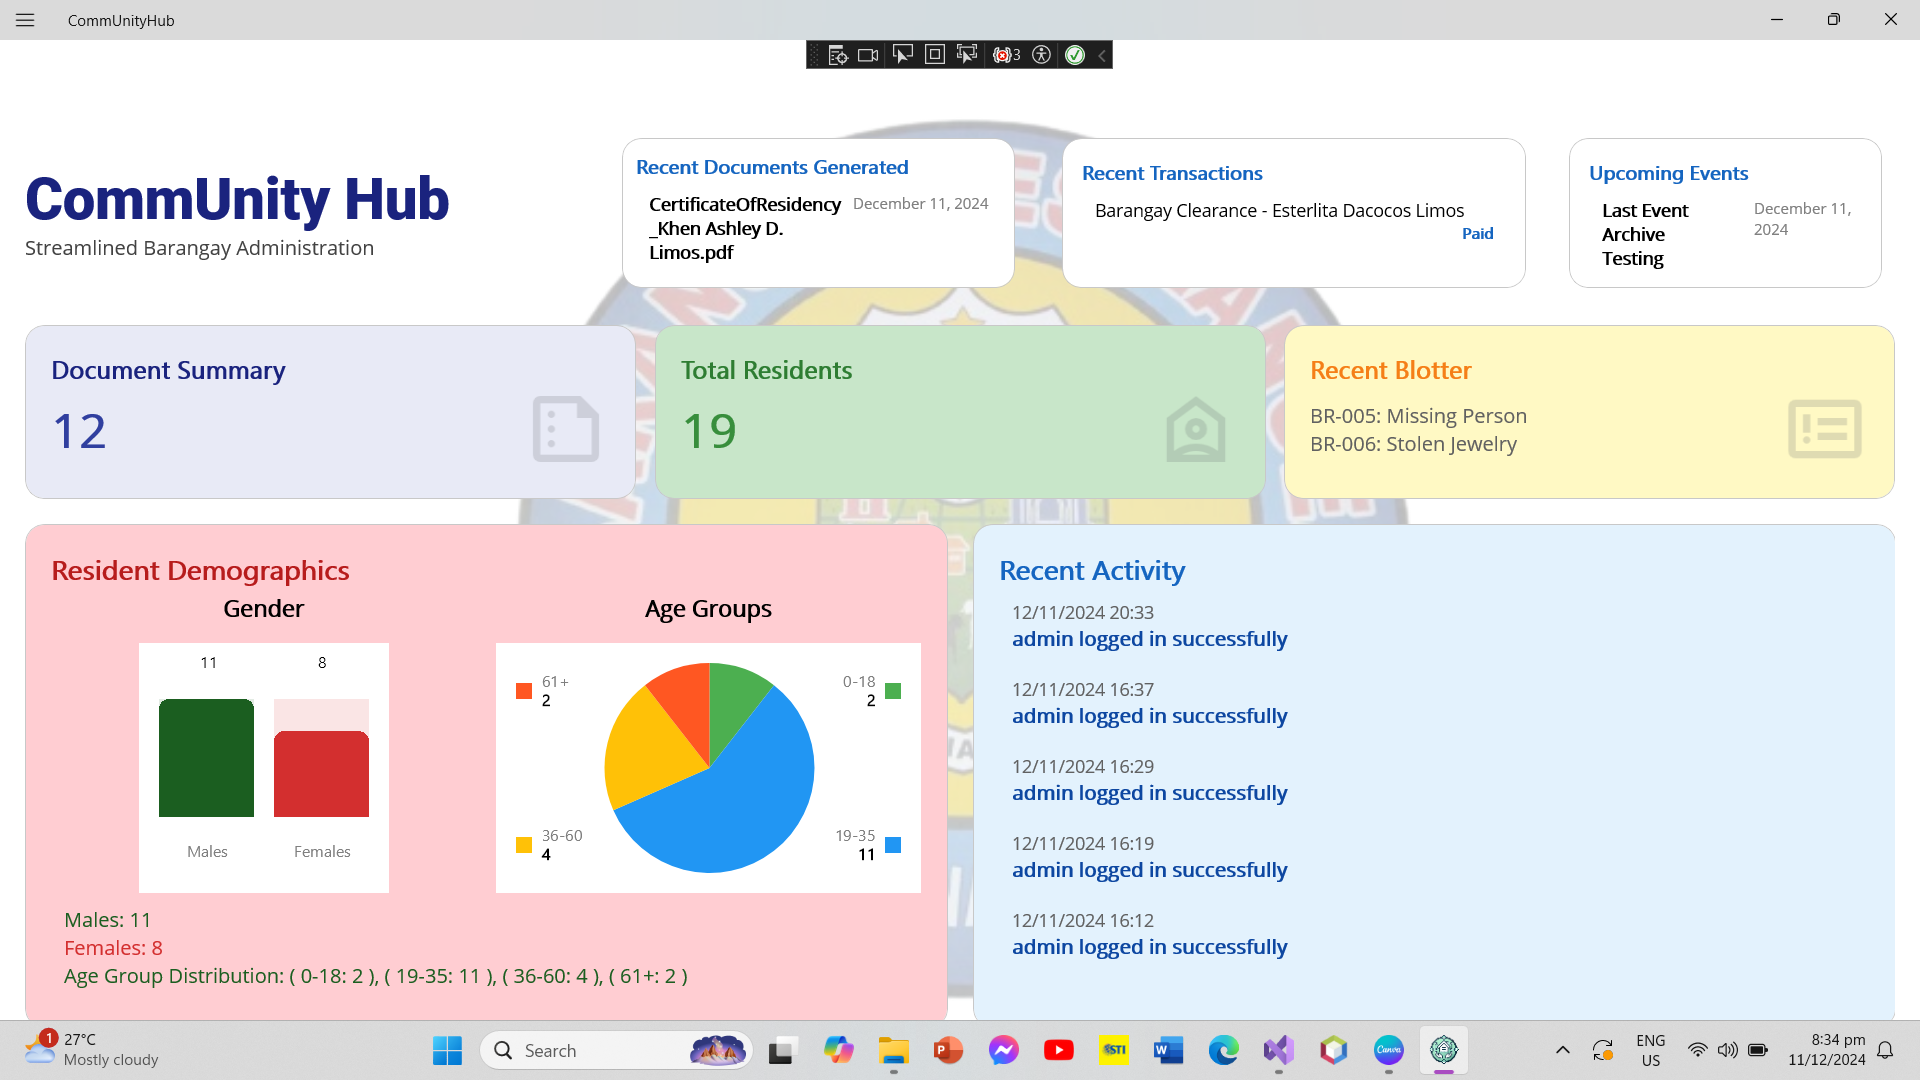 CommUnityHub
3
CommUnity Hub
Streamlined Barangay Administration
Recent Documents Generated
CertificateOfResidency
_Khen Ashley D.
Limos.pdf
December 11, 2024
Recent Transactions
Barangay Clearance - Esterlita Dacocos Limos
Paid
Upcoming Events
Last Event
Archive
Testing
December 11,
2024
Document Summary
12
Total Residents
19
Recent Blotter
BR-005: Missing Person
BR-006: Stolen Jewelry
Resident Demographics
Gender
11
8
Males
Females
Age Groups
61+
2
0-18
2
36-60
4
19-35
11
Males: 11
Females: 8
Age Group Distribution: ( 0-18: 2 ), ( 19-35: 11 ), ( 36-60: 4 ), ( 61+: 2 )
Recent Activity
12/11/2024 20:33
admin logged in successfully
12/11/2024 16:37
admin logged in successfully
12/11/2024 16:29
admin logged in successfully
12/11/2024 16:19
admin logged in successfully
12/11/2024 16:12
admin logged in successfully
1
27°C
Mostly cloudy
Search
P
STI
W
Canva
ENG
US
8:34 pm
11/12/2024